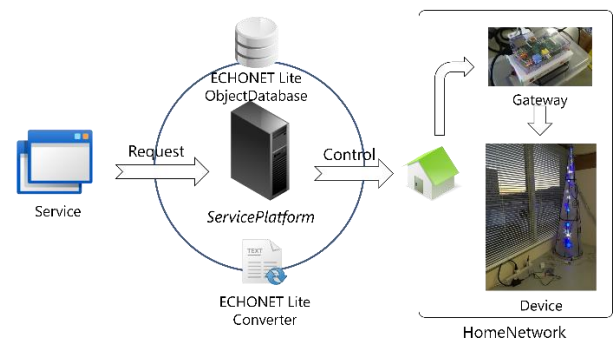 ECHONET Lite
ObjectDatabase
Request
Control
Service
ServicePlatform
TEXT
ECHONET Lite
Converter
Gateway
Device
HomeNetwork